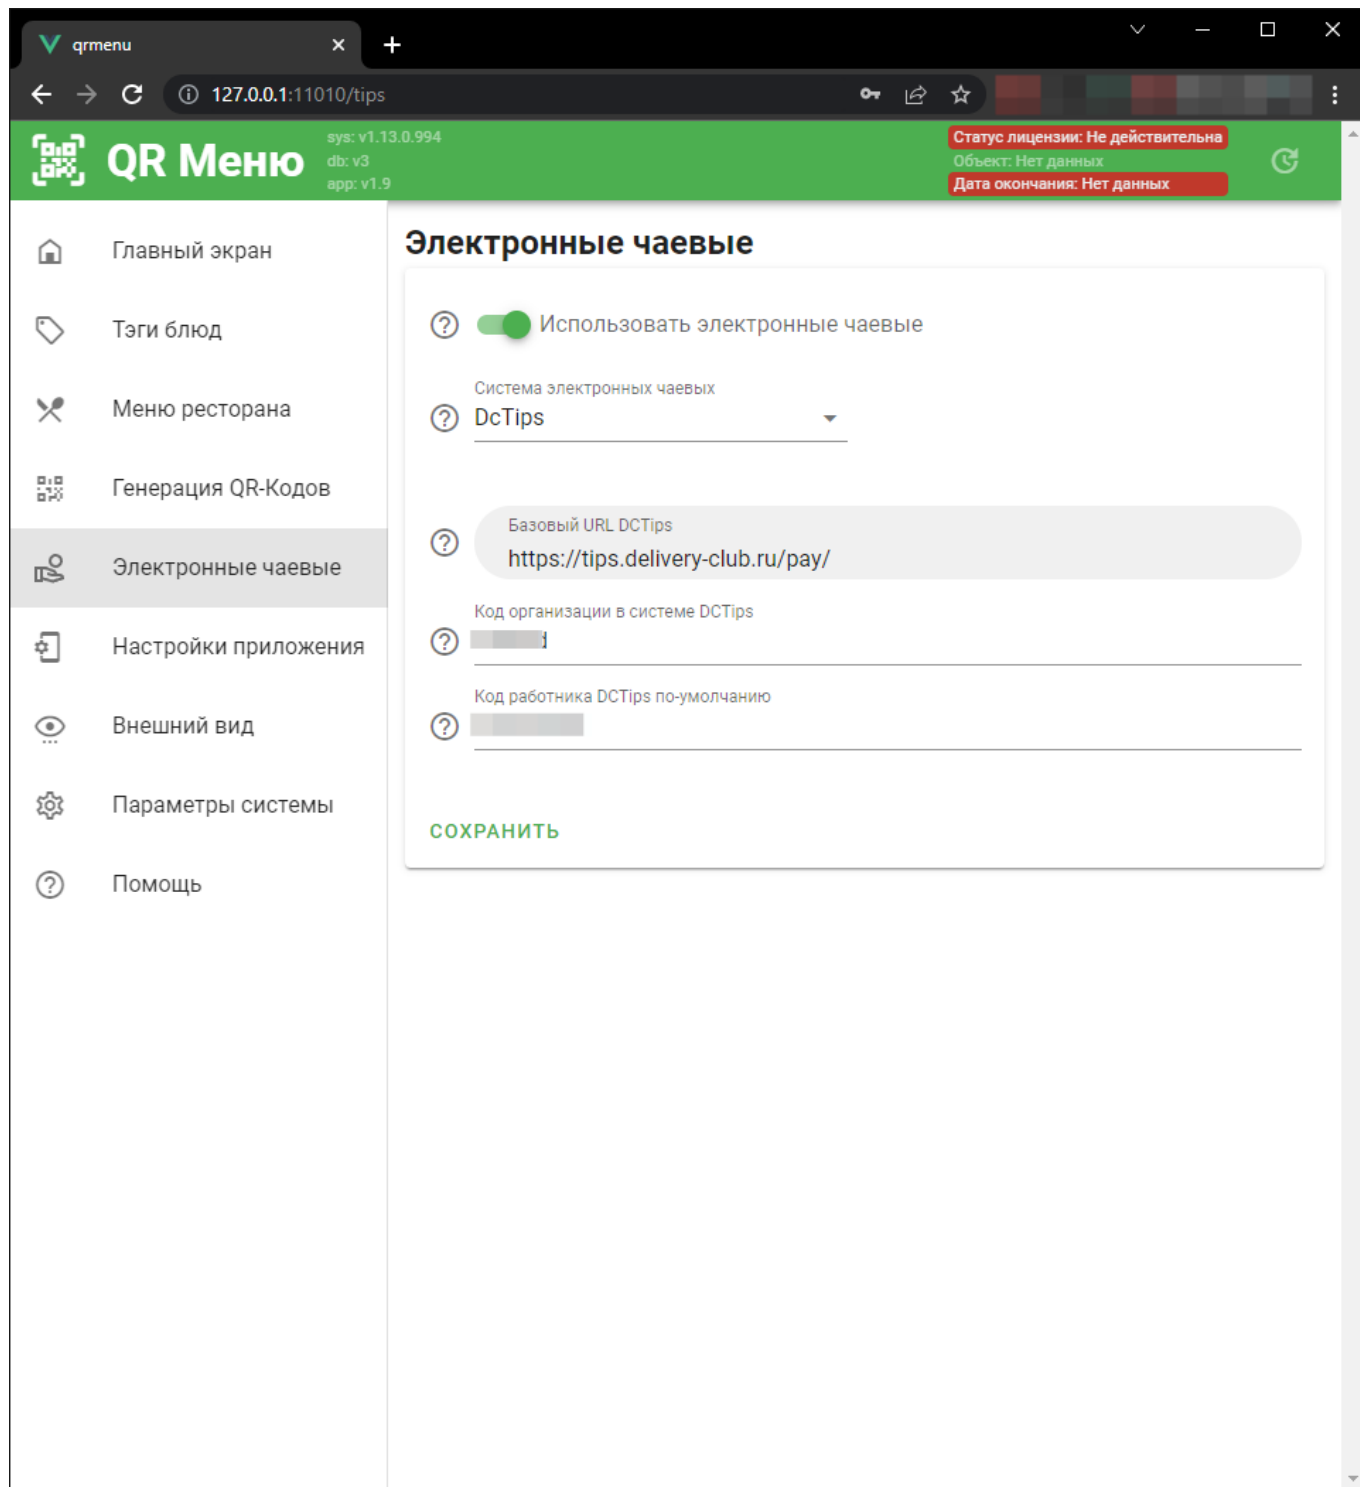 qrmenu
127.0.0.1:11010/tips
QR Меню
sys: v1.13.0.994
db: v3
app: v1.9
Статус лицензии: Не действительна
Объект: Нет данных
Дата окончания: Нет данных
Главный экран
Тэги блюд
Меню ресторана
Генерация QR-Кодов
Электронные чаевые
Настройки приложения
Внешний вид
Параметры системы
Помощь
Электронные чаевые
Использовать электронные чаевые
Система электронных чаевых
DcTips
Базовый URL DCTips
https://tips.delivery-club.ru/pay/
Код организации в системе DCTips
Код работника DCTips по-умолчанию
СОХРАНИТЬ